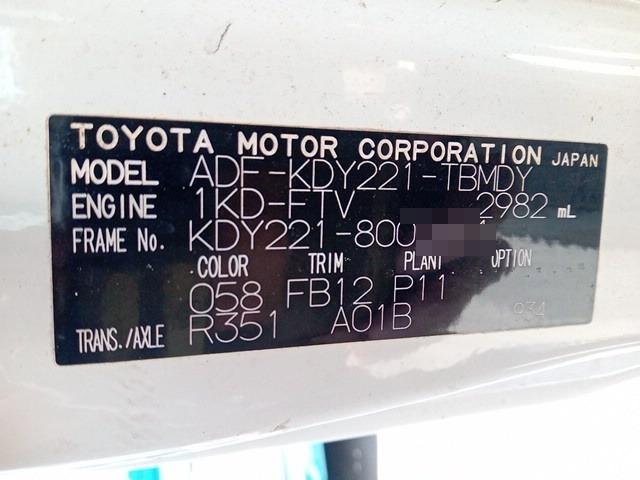 TOYOTA MOTOR CORPORATION JAPAN
MODEL ADF-KDY221-TBMDY
ENGINE 1KD-FTV 2982 mL
FRAME No. KDY221-800
COLOR TRIM PLANT OPTION
058 FB12 P11
TRANS./AXLE R351 A01B 934